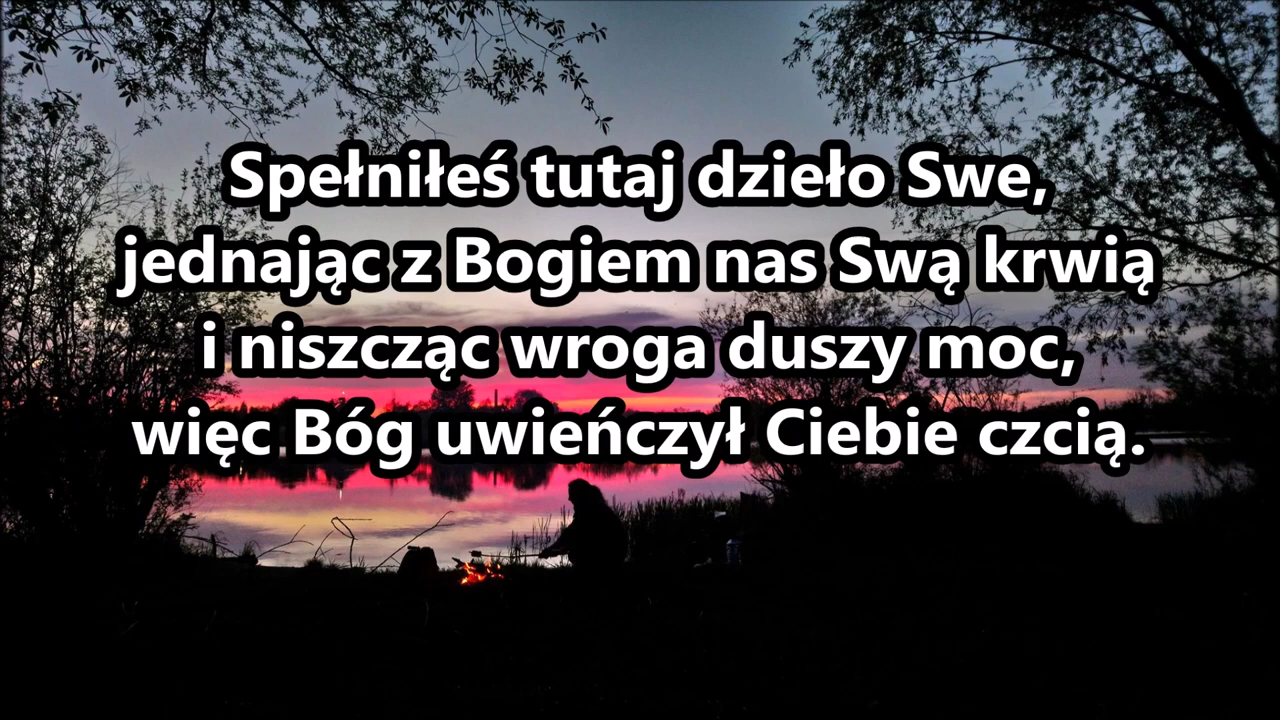 Spełniłeś tutaj dzieło Swe,
jednając z Bogiem nas Swą krwią
i niszcząc wroga duszy moc,
więc Bóg uwieńczył Ciebie czcią.